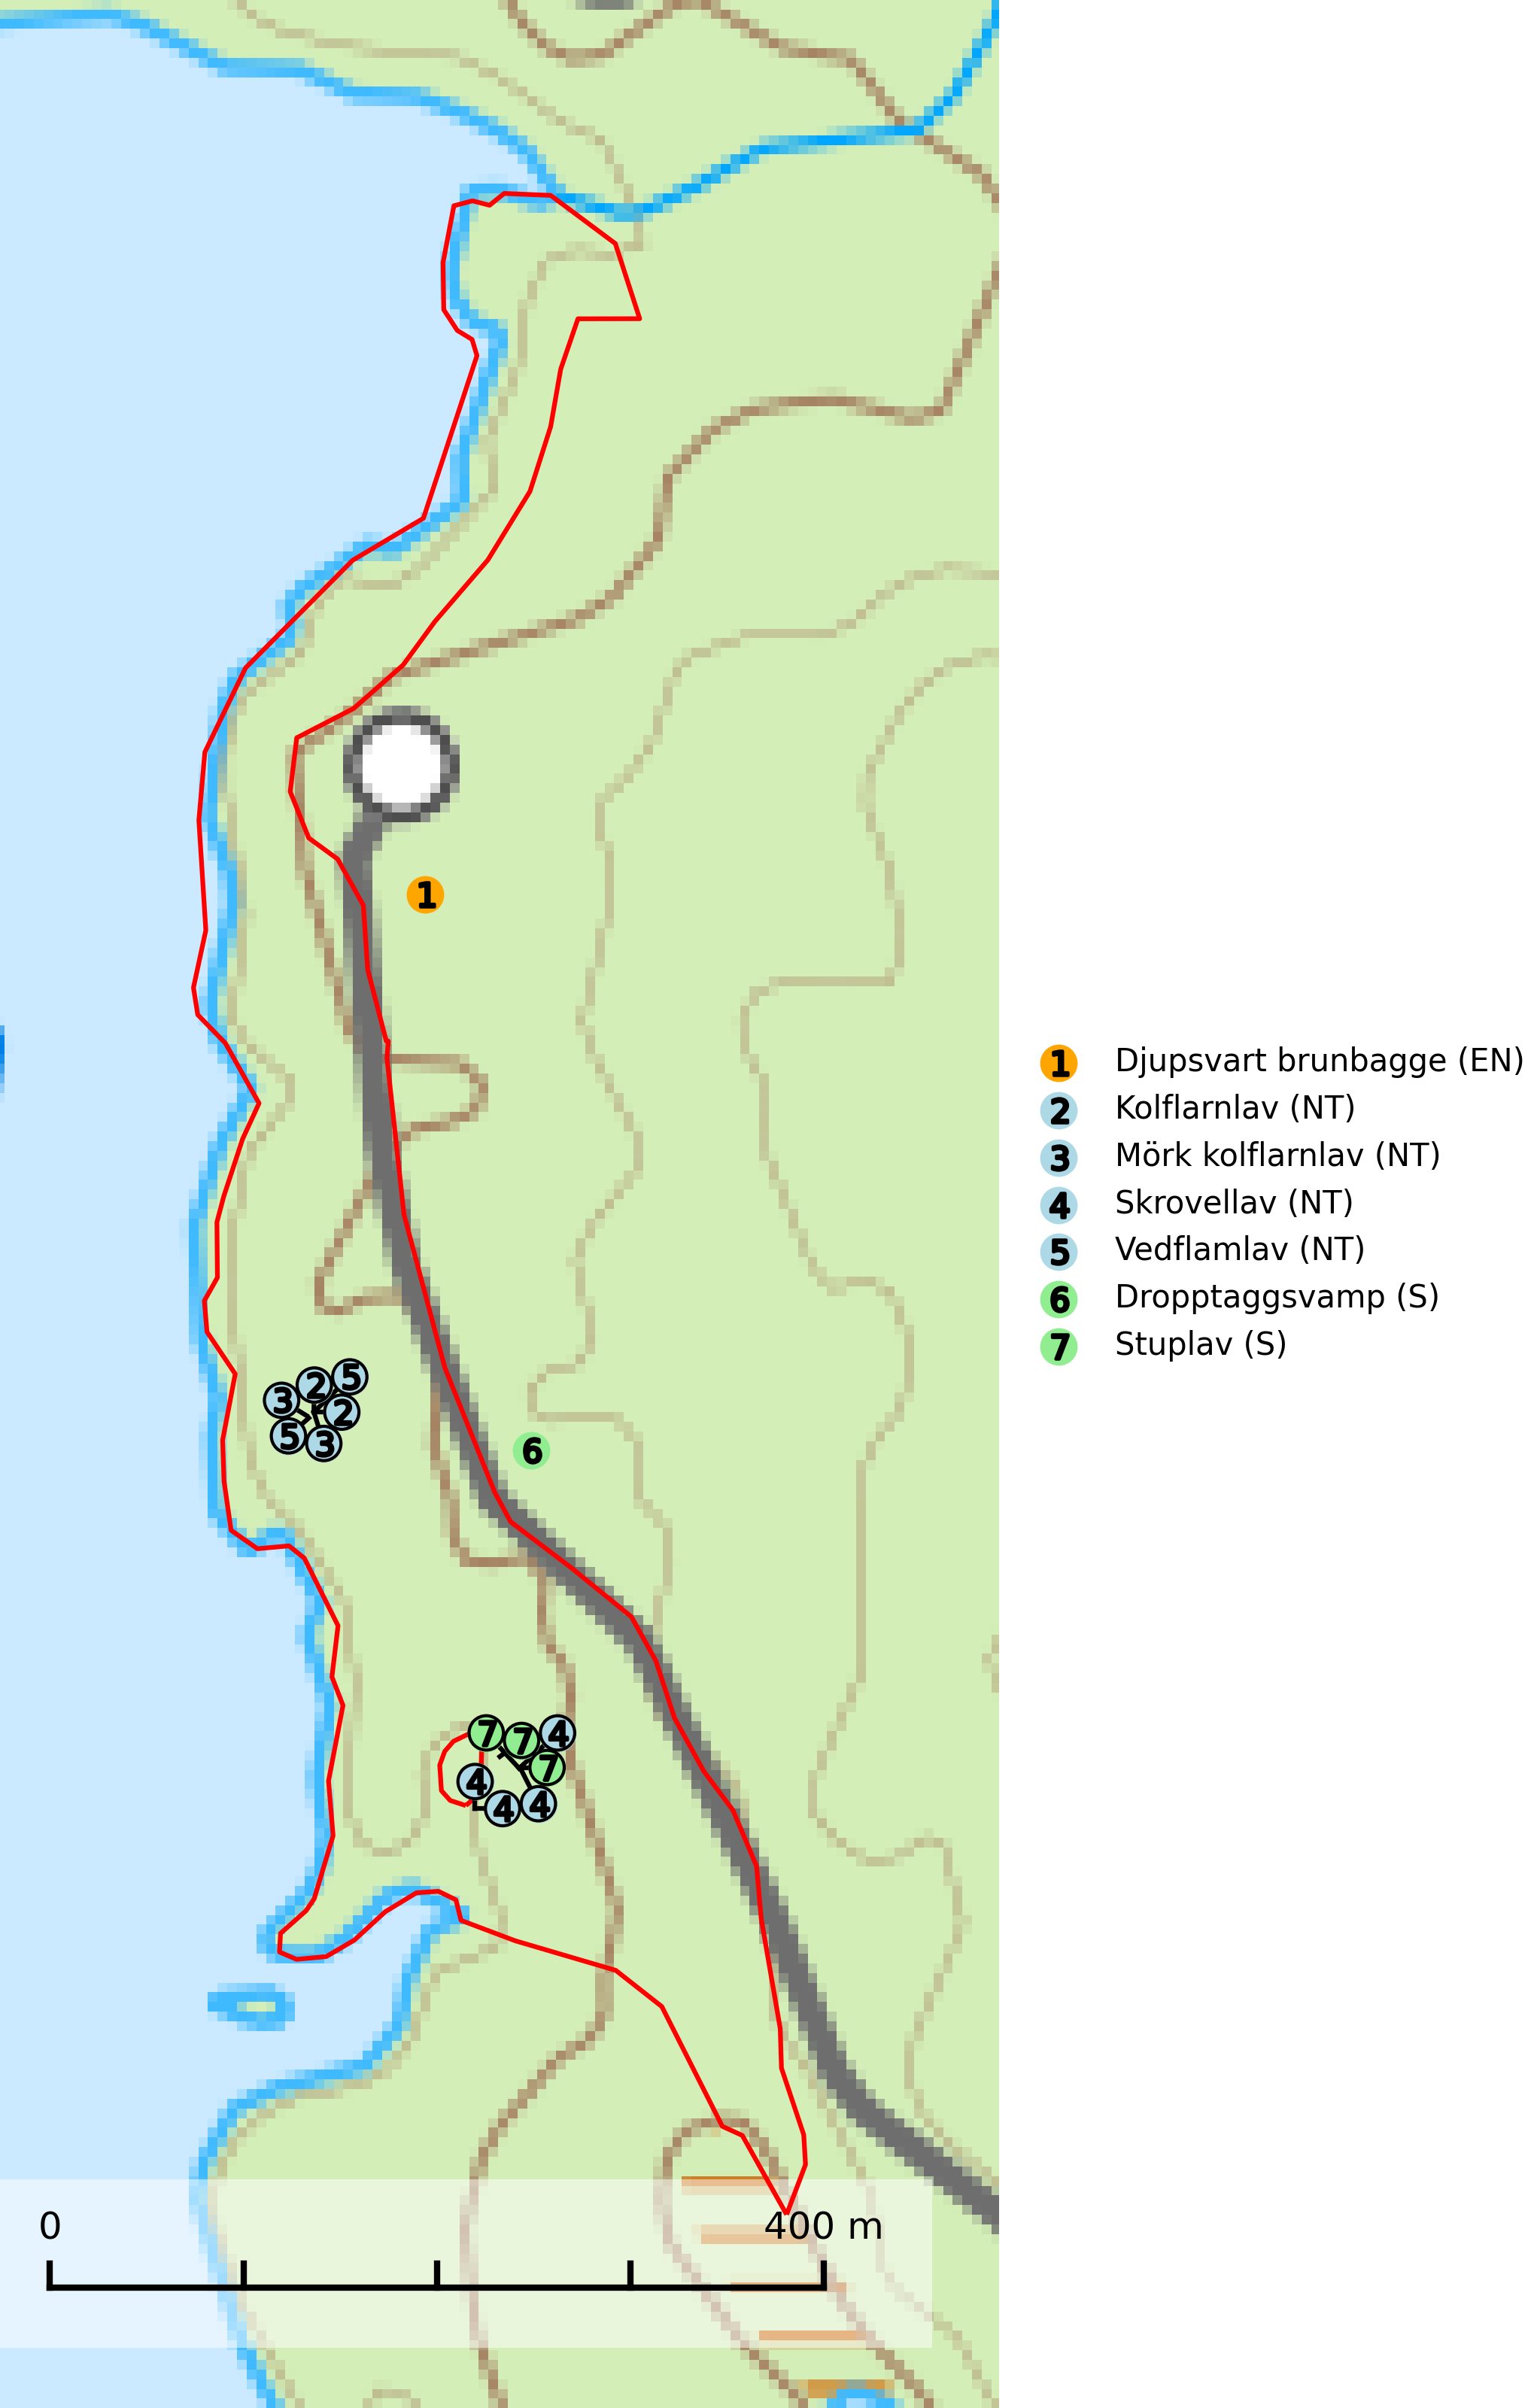 1
3 2 5
2
5 3
6
7 7 4
7
4
4 4
0 400 m
1 Djupsvart brunbagge (EN)
2 Kolflarnlav (NT)
3 Mörk kolflarnlav (NT)
4 Skrovellav (NT)
5 Vedflamlav (NT)
6 Dropptaggsvamp (S)
7 Stuplav (S)